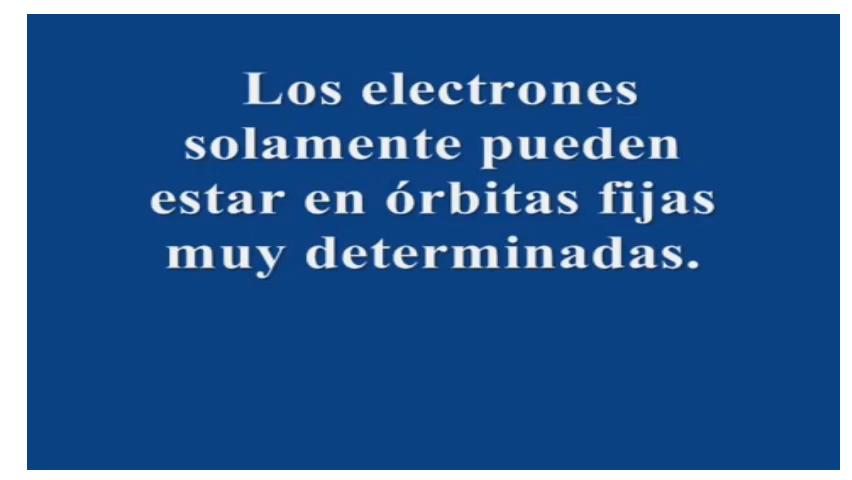 Los electrones
solamente pueden
estar en órbitas fijas
muy determinadas.